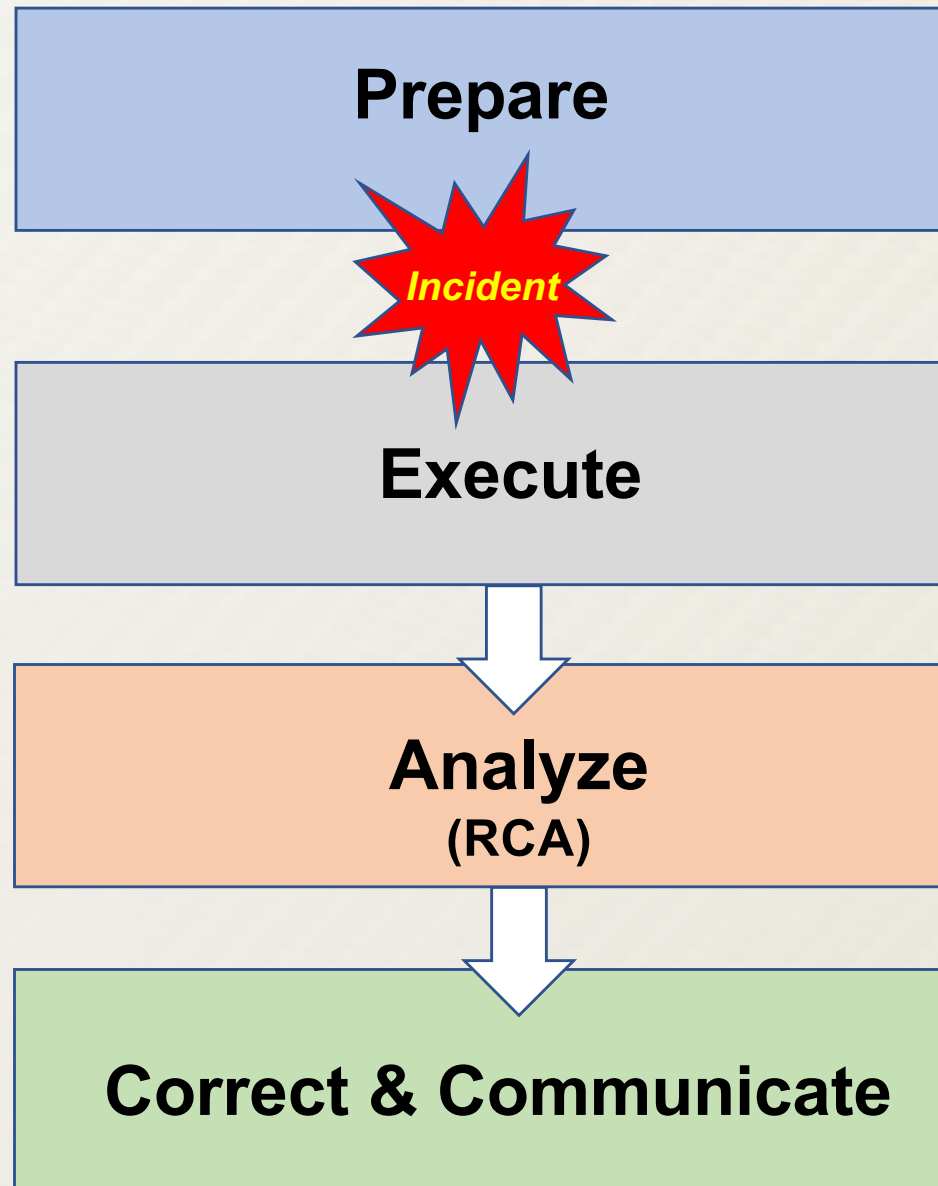 Prepare
Incident
Execute
Analyze
(RCA)
Correct & Communicate